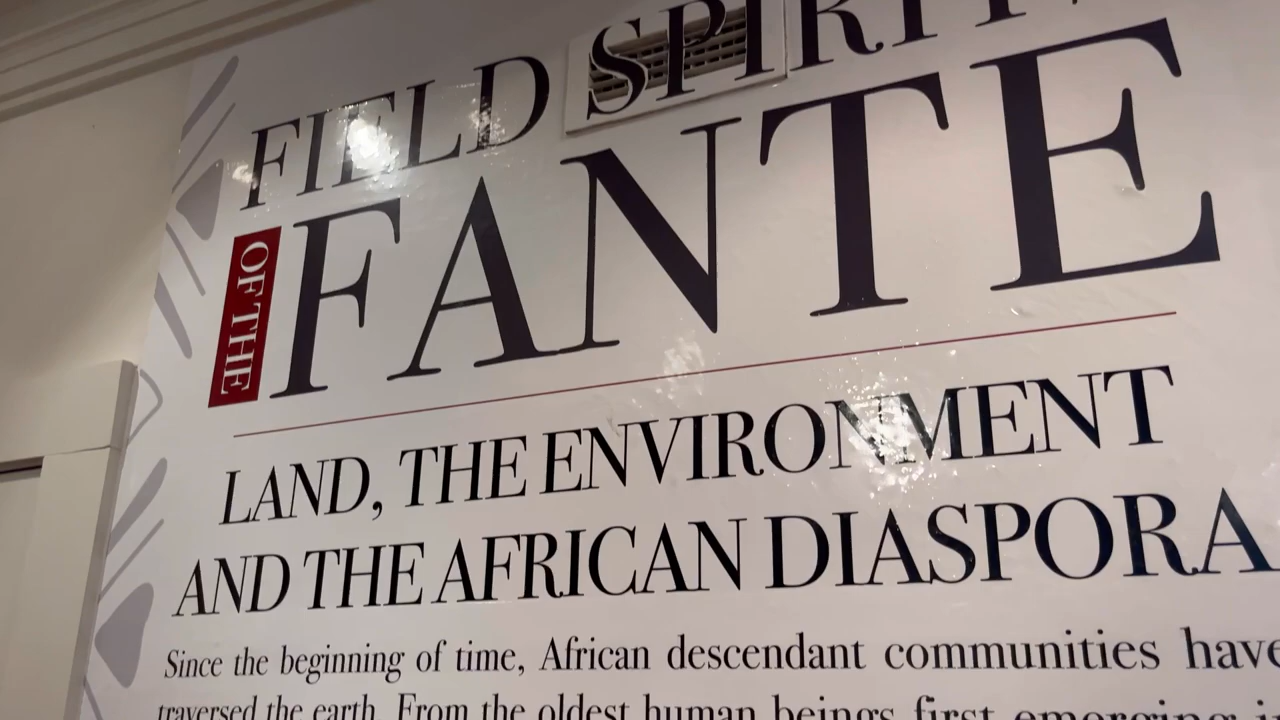 FIELD SPIRIT
OF THE
FANTE
LAND, THE ENVIRONMENT
AND THE AFRICAN DIASPORA
Since the beginning of time, African descendant communities have
traversed the earth. From the oldest human beings first emerging